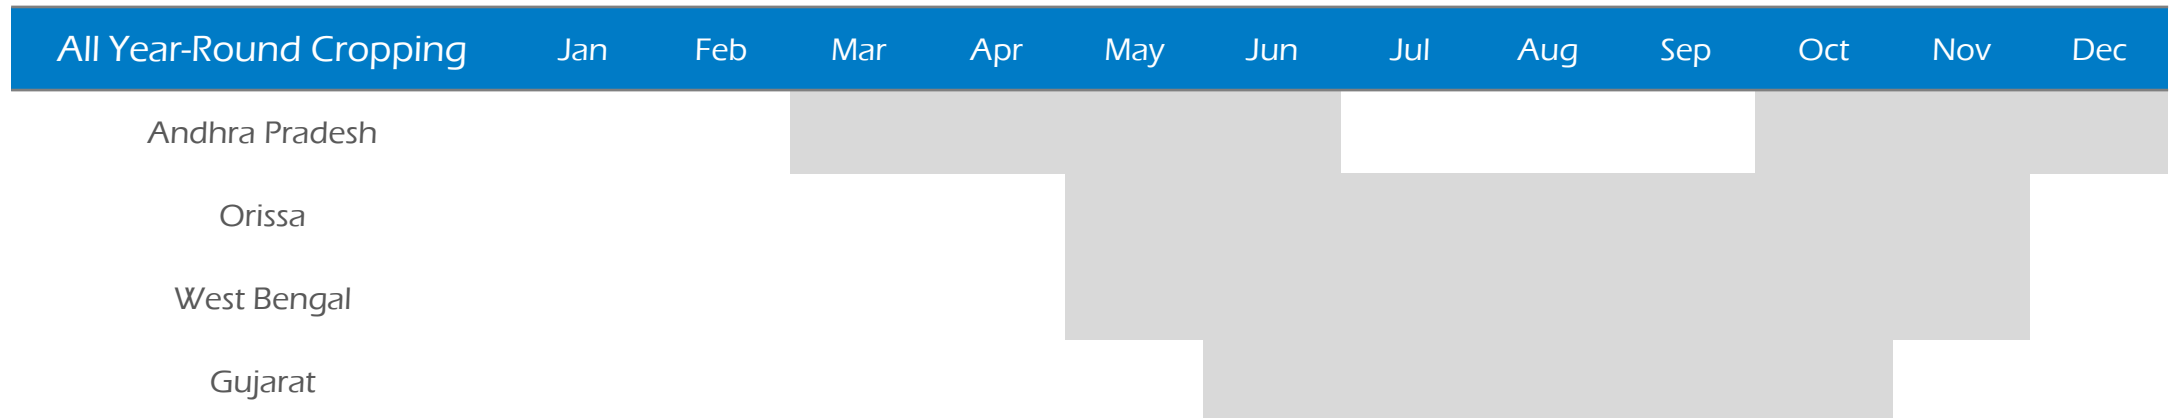 All Year-Round Cropping Jan Feb Mar Apr May Jun Jul Aug Sep Oct Nov Dec
Andhra Pradesh
Orissa
West Bengal
Gujarat